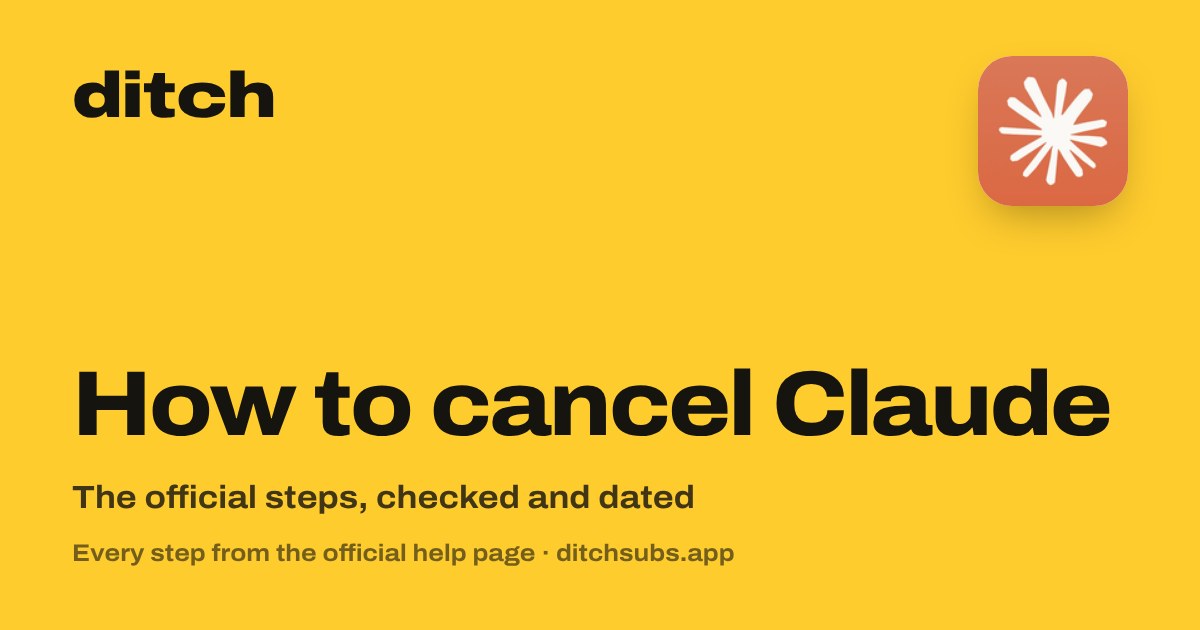 ditch
How to cancel Claude
The official steps, checked and dated
Every step from the official help page · ditchsubs.app